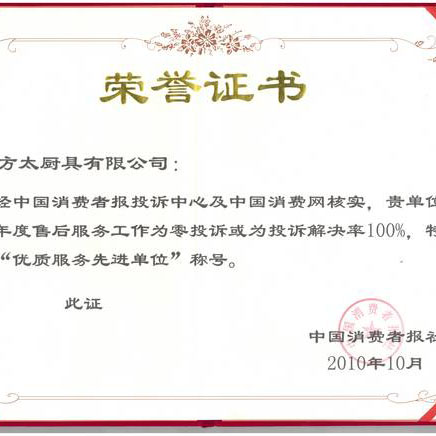 荣誉证书
方太厨具有限公司：
经中国消费者报投诉中心及中国消费网核实，贵单位
年度售后服务工作为零投诉或为投诉解决率100%，特
“优质服务先进单位”称号。
此证
中国消费者报社
2010年10月